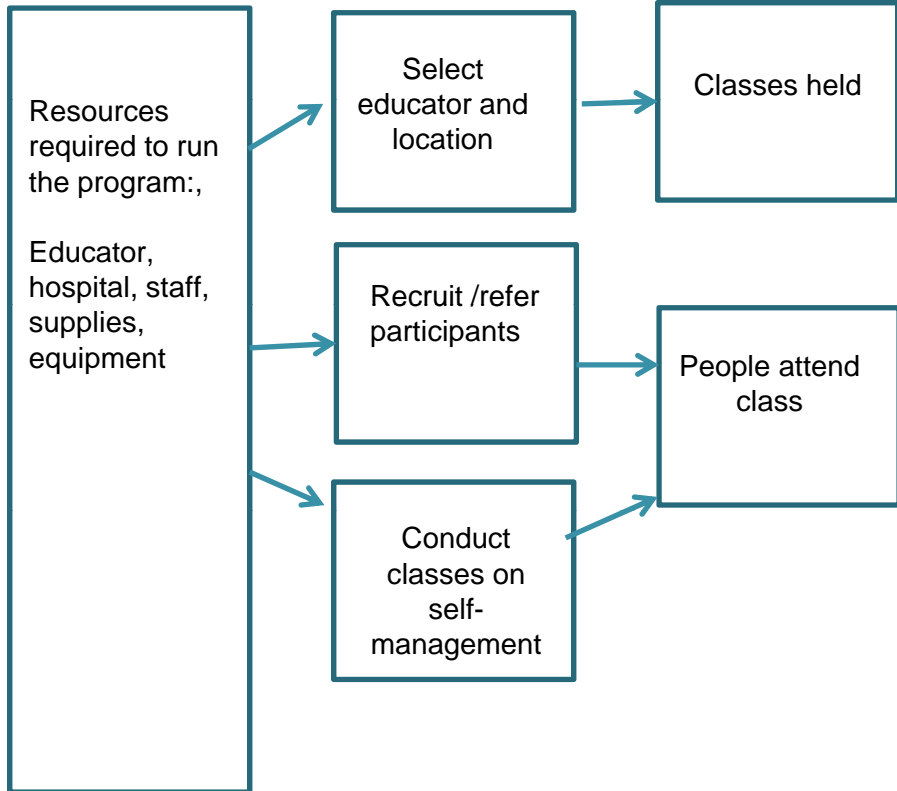 Resources
required to run
the program:,
Educator,
hospital, staff,
supplies,
equipment
Select
educator and
location
Classes held
Recruit /refer
participants
People attend
class
Conduct
classes on
self-
management